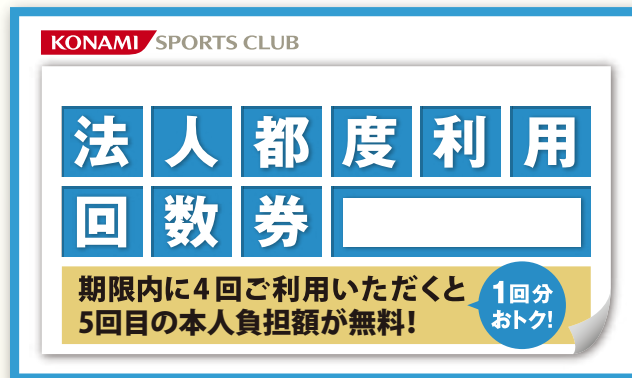 KONAMI SPORTS CLUB
法人都度利用
回数券
期限内に4回ご利用いただくと
5回目の本人負担額が無料!
1回分
おトク!